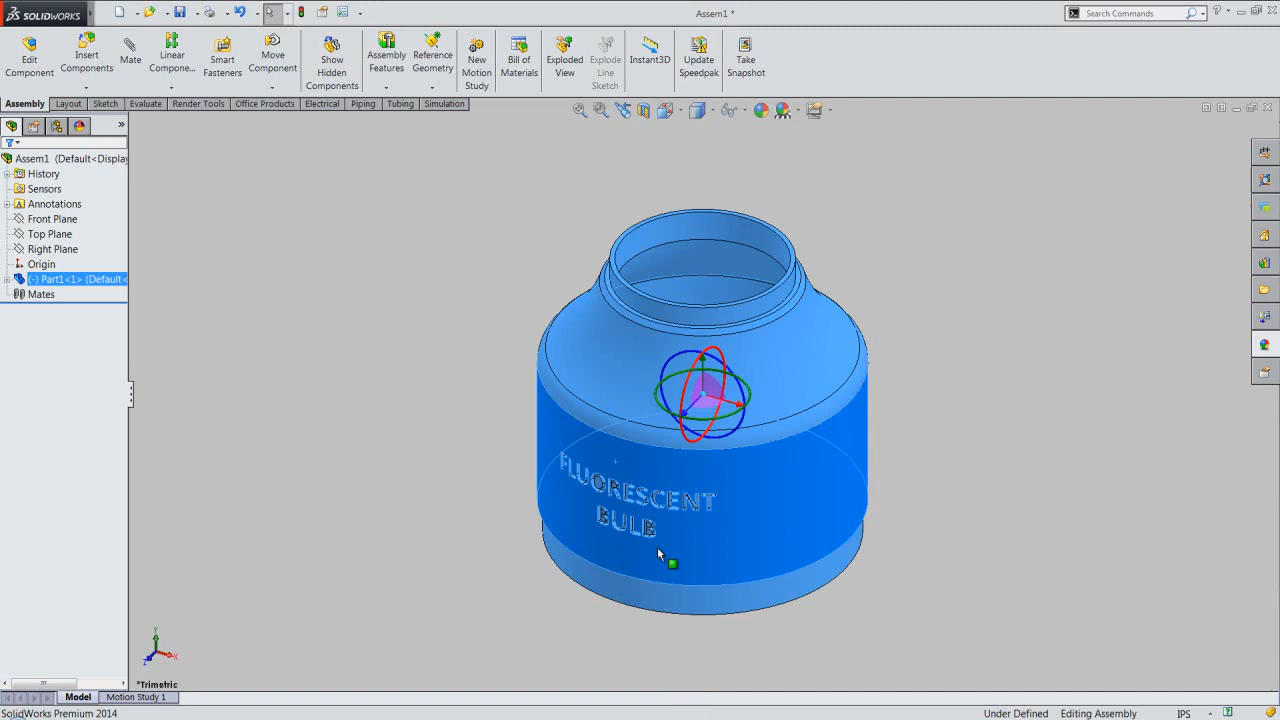 SOLIDWORKS
Assem1 *
Search Commands
Edit Component
Insert Components
Mate
Linear Compone...
Smart Fasteners
Move Component
Show Hidden Components
Assembly Features
Reference Geometry
New Motion Study
Bill of Materials
Exploded View
Explode Line Sketch
Instant3D
Update Speedpak
Take Snapshot
Assembly
Layout
Sketch
Evaluate
Render Tools
Office Products
Electrical
Piping
Tubing
Simulation
Assem1 (Default<Display
History
Sensors
Annotations
Front Plane
Top Plane
Right Plane
Origin
(-) Part1<1> (Default<
Mates
FLUORESCENT
BULB
Y
X
Z
*Trimetric
Model
Motion Study 1
SolidWorks Premium 2014
Under Defined
Editing Assembly
IPS